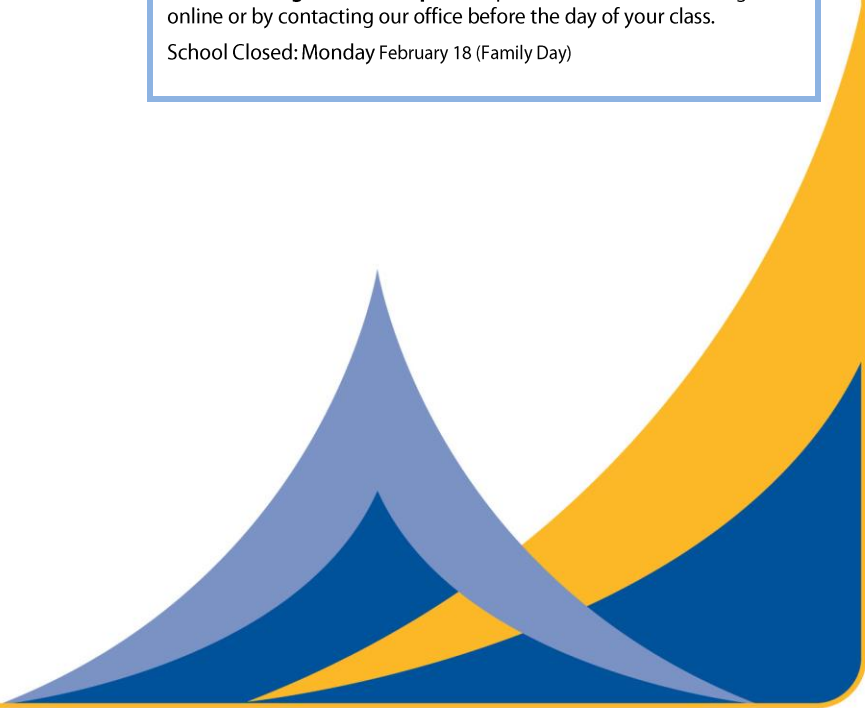 online or by contacting our office before the day of your class.
School Closed: Monday February 18 (Family Day)